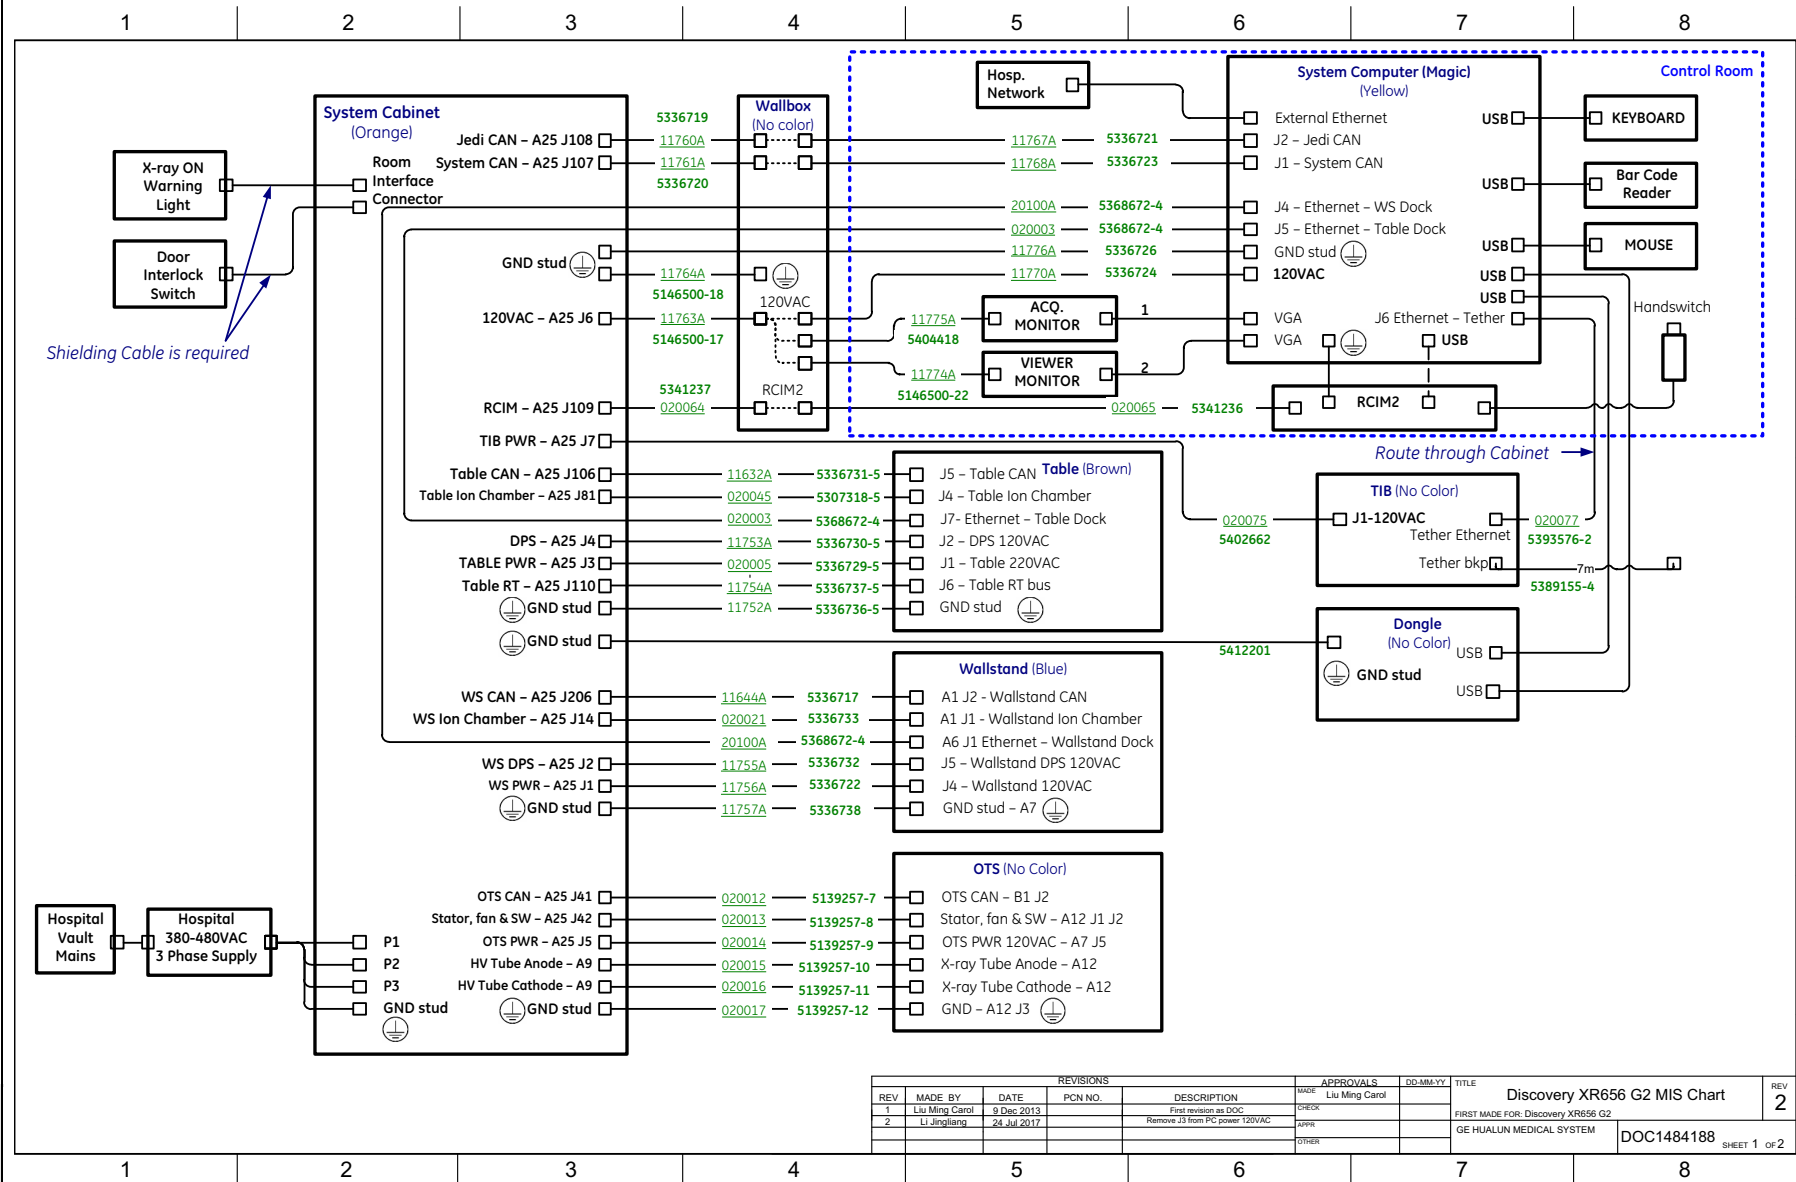 1 2 3 4 5 6 7 8
Control Room
Hosp.
Network
System Computer (Magic)
(Yellow)
External Ethernet
J2 – Jedi CAN
J1 – System CAN
J4 – Ethernet – WS Dock
J5 – Ethernet – Table Dock
GND stud
120VAC
VGA
VGA
USB
USB
USB
USB
USB
J6 Ethernet – Tether
USB
KEYBOARD
Bar Code
Reader
MOUSE
Handswitch
System Cabinet
(Orange)
Room
Interface
Connector
X-ray ON
Warning
Light
Door
Interlock
Switch
Shielding Cable is required
Jedi CAN – A25 J108
System CAN – A25 J107
GND stud
120VAC – A25 J6
RCIM – A25 J109
TIB PWR – A25 J7
Table CAN – A25 J106
Table Ion Chamber – A25 J81
DPS – A25 J4
TABLE PWR – A25 J3
Table RT – A25 J110
GND stud
GND stud
WS CAN – A25 J206
WS Ion Chamber – A25 J14
WS DPS – A25 J2
WS PWR – A25 J1
GND stud
OTS CAN – A25 J41
Stator, fan & SW – A25 J42
OTS PWR – A25 J5
HV Tube Anode – A9
HV Tube Cathode – A9
GND stud
5336719
11760A
11761A
5336720
11764A
5146500-18
11763A
5146500-17
5341237
020064
Wallbox
(No color)
120VAC
RCIM2
11767A 5336721
11768A 5336723
20100A 5368672-4
020003 5368672-4
11776A 5336726
11770A 5336724
11775A
5404418
ACQ.
MONITOR
1
11774A
5146500-22
VIEWER
MONITOR
2
020065 5341236
RCIM2
Route through Cabinet
11632A 5336731-5
020045 5307318-5
020003 5368672-4
11753A 5336730-5
020005 5336729-5
11754A 5336737-5
11752A 5336736-5
Table (Brown)
J5 – Table CAN
J4 – Table Ion Chamber
J7- Ethernet – Table Dock
J2 – DPS 120VAC
J1 – Table 220VAC
J6 – Table RT bus
GND stud
020075
5402662
TIB (No Color)
J1-120VAC
Tether Ethernet
Tether bkp
020077
5393576-2
7m
5389155-4
5412201
Dongle
(No Color)
USB
GND stud
USB
11644A 5336717
020021 5336733
20100A 5368672-4
11755A 5336732
11756A 5336722
11757A 5336738
Wallstand (Blue)
A1 J2 - Wallstand CAN
A1 J1 - Wallstand Ion Chamber
A6 J1 Ethernet – Wallstand Dock
J5 – Wallstand DPS 120VAC
J4 – Wallstand 120VAC
GND stud – A7
020012 5139257-7
020013 5139257-8
020014 5139257-9
020015 5139257-10
020016 5139257-11
020017 5139257-12
OTS (No Color)
OTS CAN – B1 J2
Stator, fan & SW – A12 J1 J2
OTS PWR 120VAC – A7 J5
X-ray Tube Anode – A12
X-ray Tube Cathode – A12
GND – A12 J3
Hospital
Vault
Mains
Hospital
380-480VAC
3 Phase Supply
P1
P2
P3
GND stud
REVISIONS
REV MADE BY DATE PCN NO. DESCRIPTION
1 Liu Ming Carol 9 Dec 2013 First revision as DOC
2 Li Jingliang 24 Jul 2017 Remove J3 from PC power 120VAC
APPROVALS DD-MM-YY
MADE Liu Ming Carol
CHECK
APPR
OTHER
TITLE
Discovery XR656 G2 MIS Chart
REV
2
FIRST MADE FOR: Discovery XR656 G2
GE HUALUN MEDICAL SYSTEM
DOC1484188 SHEET 1 OF 2
1 2 3 4 5 6 7 8